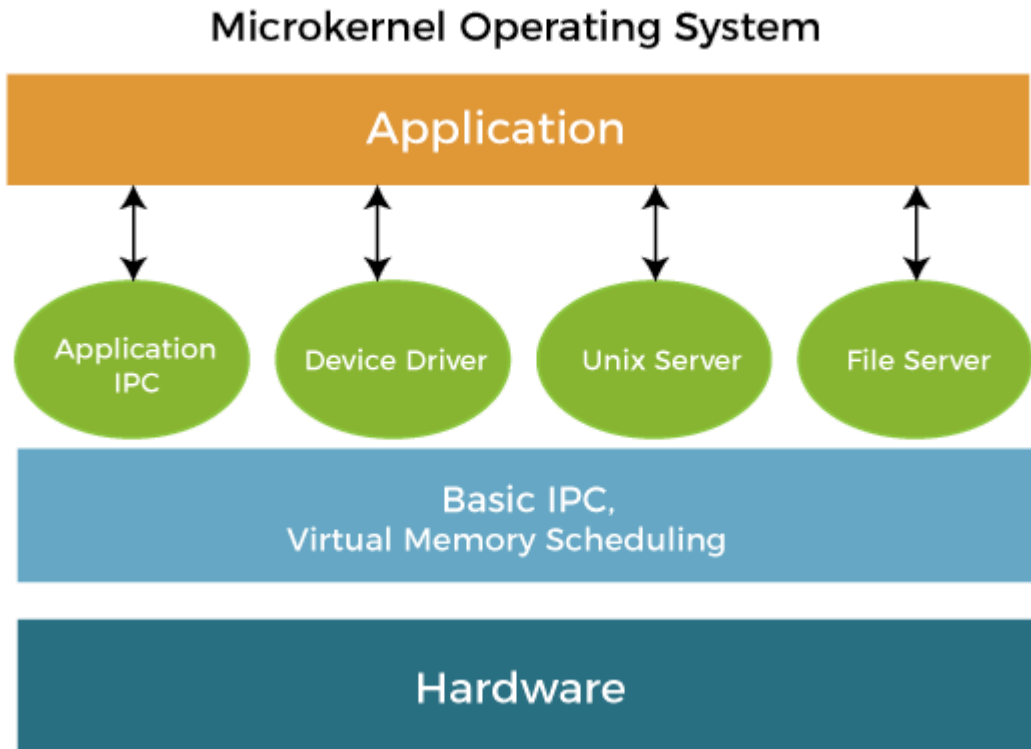 Microkernel Operating System
Application
Application
IPC
Device Driver
Unix Server
File Server
Basic IPC,
Virtual Memory Scheduling
Hardware